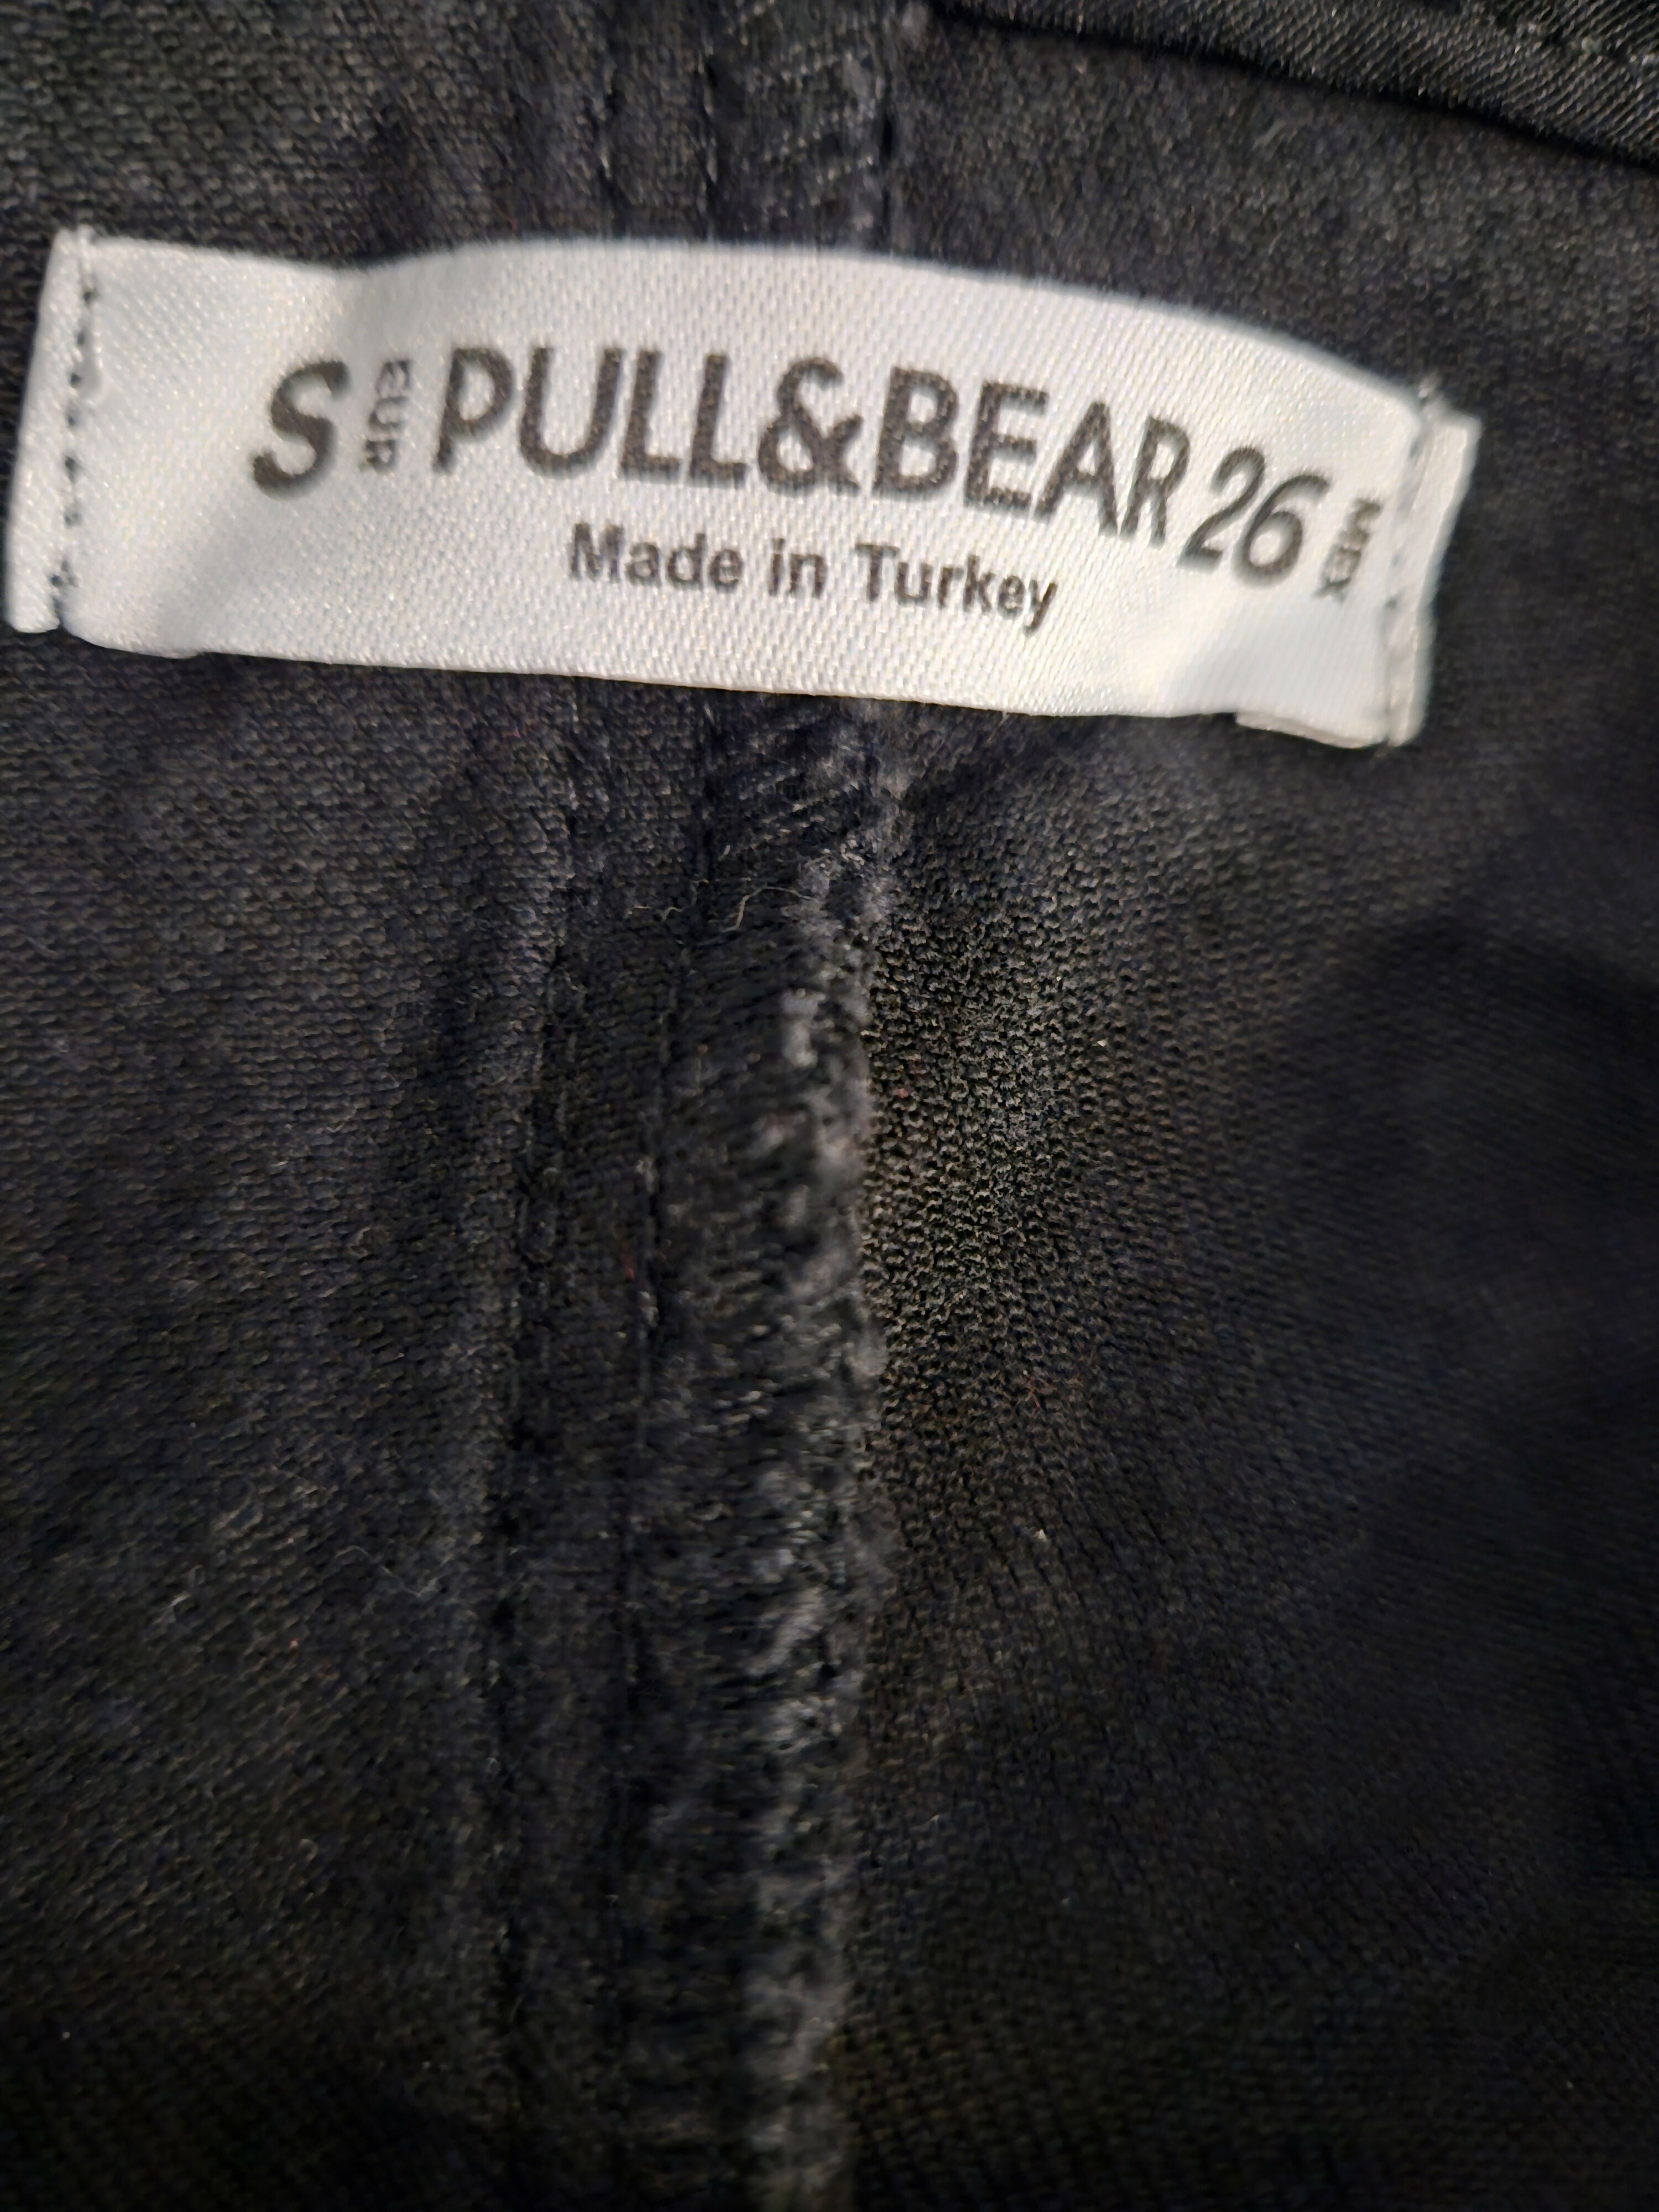 S EUR PULL&BEAR 26 MEX
Made in Turkey